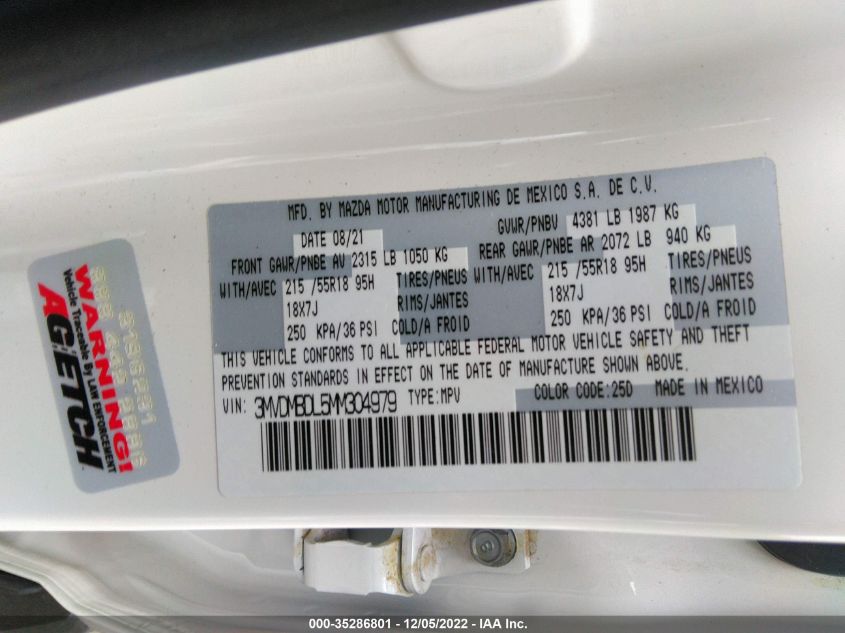 MFD. BY MAZDA MOTOR MANUFACTURING DE MEXICO S.A. DE C.V.
DATE 08/21 GVWR/PNBV 4381 LB 1987 KG
FRONT GAWR/PNBE AV 2315 LB 1050 KG REAR GAWR/PNBE AR 2072 LB 940 KG
WITH/AVEC 215 /55R18 95H TIRES/PNEUS WITH/AVEC 215 /55R18 95H TIRES/PNEUS
18X7J RIMS/JANTES 18X7J RIMS/JANTES
250 KPA/36 PSI COLD/A FROID 250 KPA/36 PSI COLD/A FROID
THIS VEHICLE CONFORMS TO ALL APPLICABLE FEDERAL MOTOR VEHICLE SAFETY AND THEFT
PREVENTION STANDARDS IN EFFECT ON THE DATE OF MANUFACTURE SHOWN ABOVE.
VIN: 3MVDMBDL5MM304979 TYPE:MPV COLOR CODE:25D MADE IN MEXICO
WARNING!
Vehicle Traceable By LAW ENFORCEMENT
AGETCH
000-35286801 - 12/05/2022 - IAA Inc.